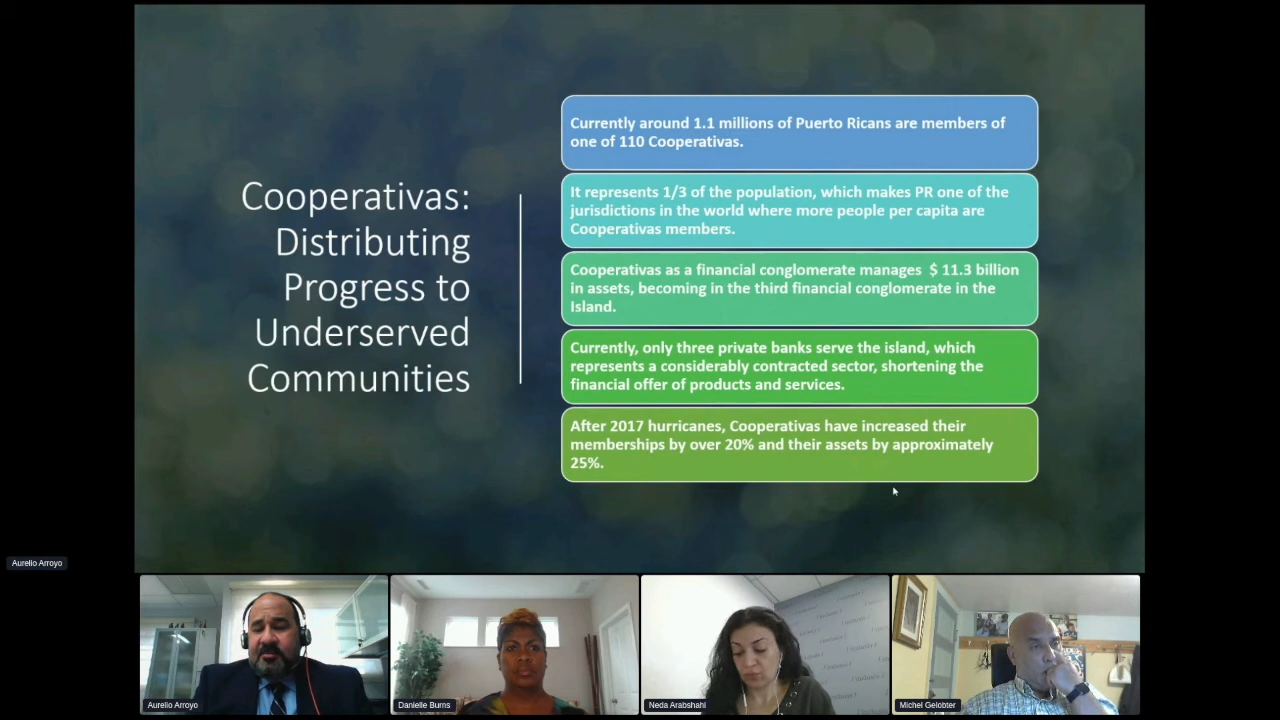 Cooperativas:
Distributing
Progress to
Underserved
Communities
Currently around 1.1 millions of Puerto Ricans are members of
one of 110 Cooperativas.
It represents 1/3 of the population, which makes PR one of the
jurisdictions in the world where more people per capita are
Cooperativas members.
Cooperativas as a financial conglomerate manages $ 11.3 billion
in assets, becoming in the third financial conglomerate in the
Island.
Currently, only three private banks serve the island, which
represents a considerably contracted sector, shortening the
financial offer of products and services.
After 2017 hurricanes, Cooperativas have increased their
memberships by over 20% and their assets by approximately
25%.
Aurelio Arroyo
Aurelio Arroyo
Danielle Burns
Neda Arabshahi
Michel Gelobter